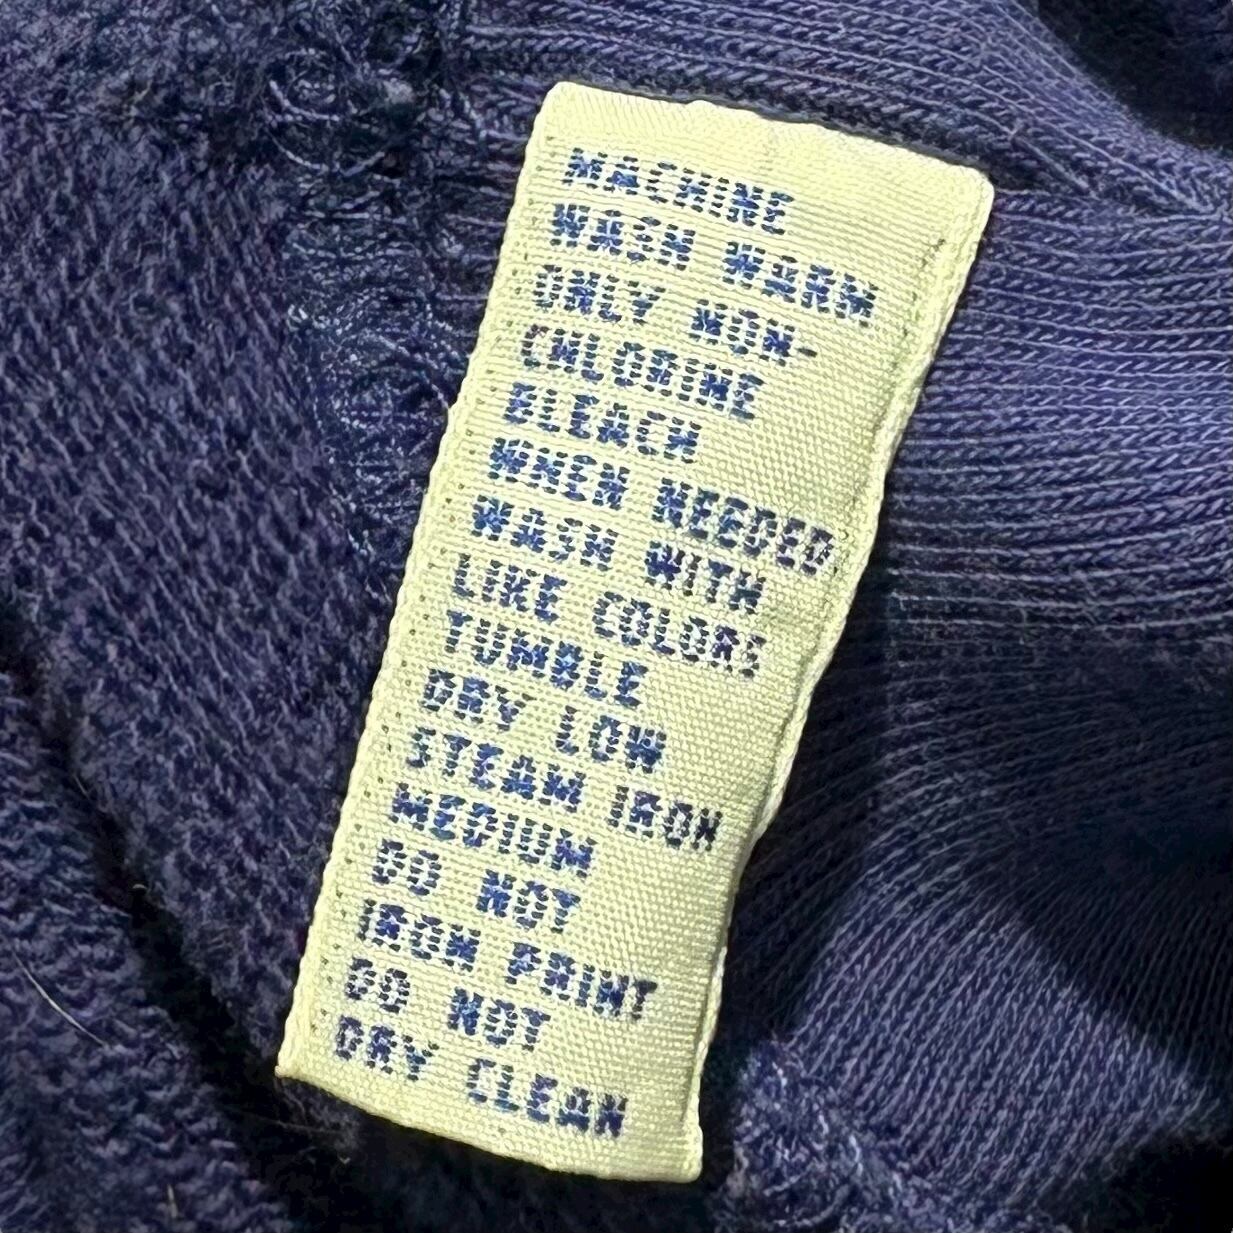 MACHINE
WASH WARM
ONLY NON-
CHLORINE
BLEACH
WHEN NEEDED
WASH WITH
LIKE COLORS
TUMBLE
DRY LOW
STEAM IRON
MEDIUM
DO NOT
IRON PRINT
DO NOT
DRY CLEAN